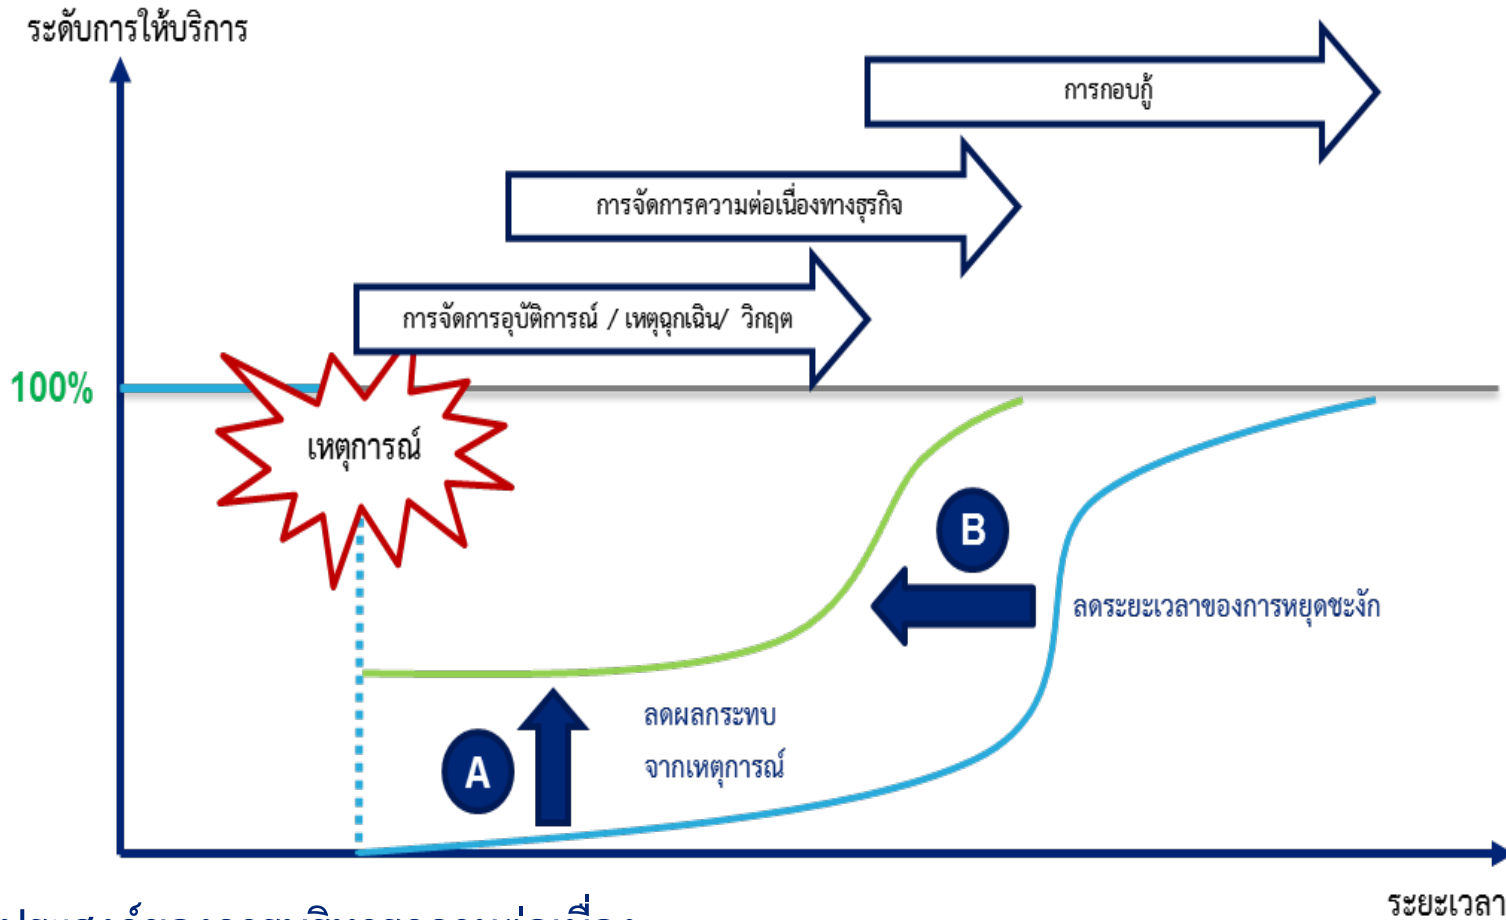 ระดับการให้บริการ
การกอบกู้
การจัดการความต่อเนื่องทางธุรกิจ
การจัดการอุบัติการณ์ / เหตุฉุกเฉิน/ วิกฤต
100%
เหตุการณ์
B
ลดระยะเวลาของการหยุดชะงัก
ลดผลกระทบ
A
จากเหตุการณ์
ระยะเวลา